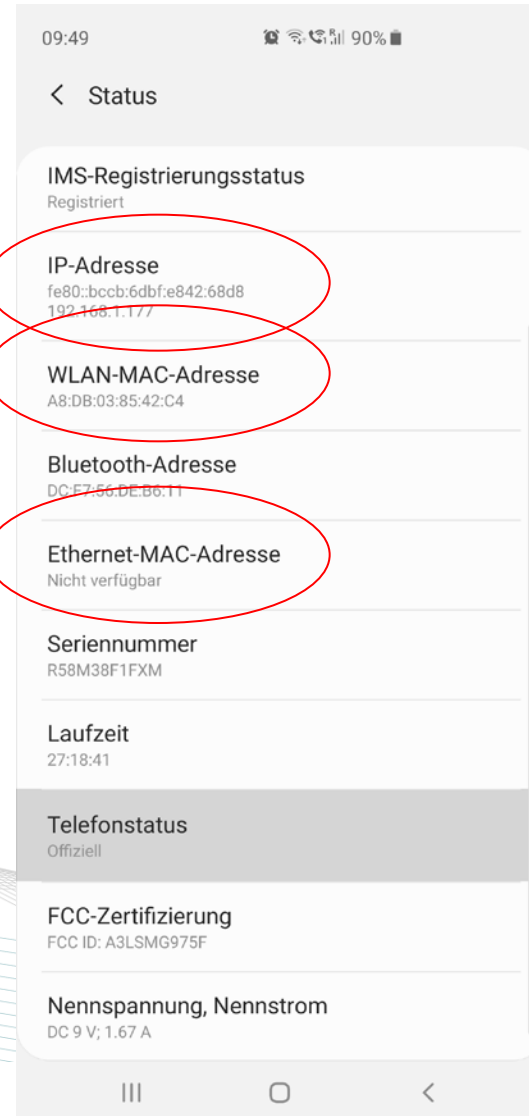 09:49 R 90%
Status
IMS-Registrierungsstatus
Registriert
IP-Adresse
fe80::bccb:6dbf:e842:68d8
192.168.1.177
WLAN-MAC-Adresse
A8:DB:03:85:42:C4
Bluetooth-Adresse
DC:F7:56:DE:B6:11
Ethernet-MAC-Adresse
Nicht verfügbar
Seriennummer
R58M38F1FXM
Laufzeit
27:18:41
Telefonstatus
Offiziell
FCC-Zertifizierung
FCC ID: A3LSMG975F
Nennspannung, Nennstrom
DC 9 V; 1.67 A